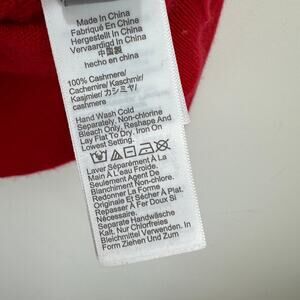 Made In China
Fabriqué En China
Hergestellt In China
Vervaardigd In China
中国製
hecho en china
100% Cashmere/
Cachemire/ Kaschmir/
Kasjmier/ カシミヤ/
cashmere
Hand Wash Cold
Separately, Non-chlorine
Bleach Only, Reshape And
Lay Flat To Dry. Iron On
Lowest Setting.
Laver Séparément À La
Main À L'eau Froide.
Seulement Agent De
Blanchiment Non-chlore.
Redonner La Forme
Originale Et Sécher À Plat.
Repasser À Fer Doux Si
Nécessaire.
Separate Handwäsche
Kalt, Nur Chlorfreies
Bleichmittel Verwenden. In
Form Ziehen Und Zum